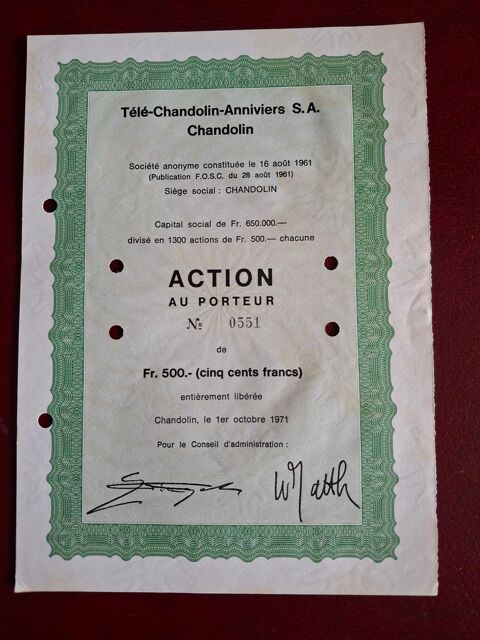 Télé-Chandolin-Anniviers S.A.
Chandolin
Société anonyme constituée le 16 août 1961
(Publication F.O.S.C. du 28 août 1961)
Siège social : CHANDOLIN
Capital social de Fr. 650.000.—
divisé en 1300 actions de Fr. 500.— chacune
ACTION
AU PORTEUR
№ 0551
de
Fr. 500.- (cinq cents francs)
entièrement libérée
Chandolin, le 1er octobre 1971
Pour le Conseil d'administration :